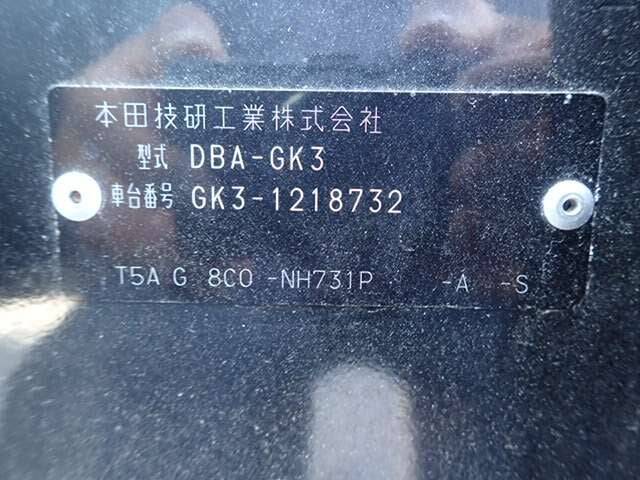 本田技研工業株式会社
型式 DBA-GK3
車台番号 GK3-1218732
T5A G 8C0 -NH731P -A -S